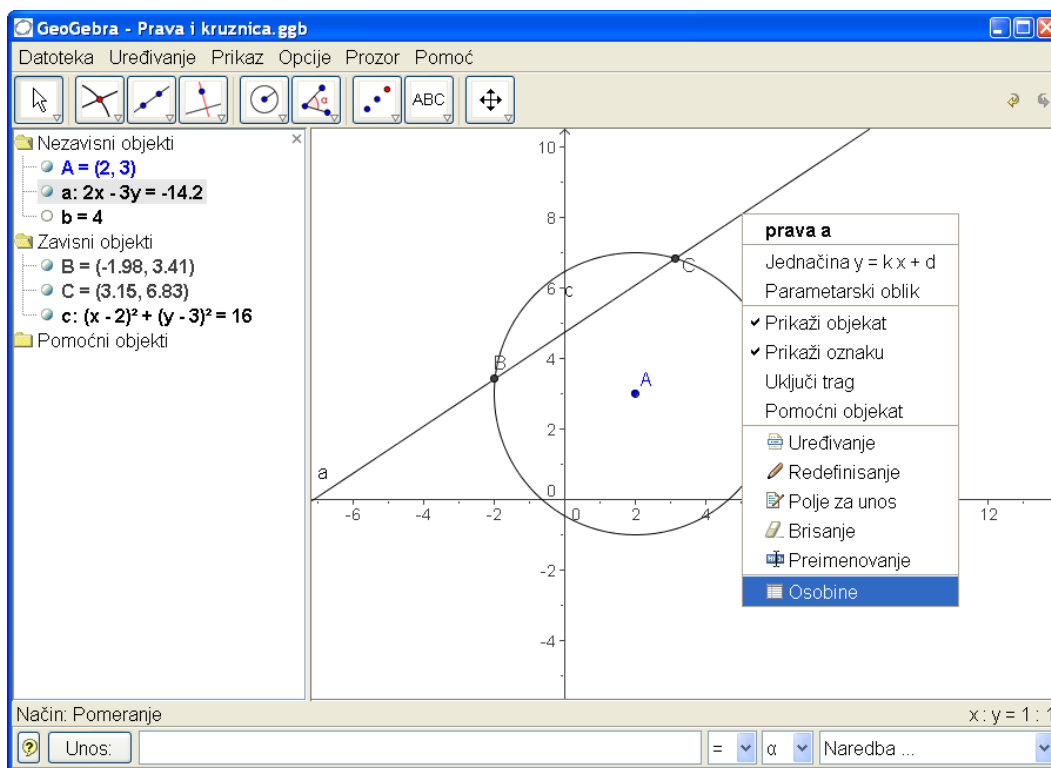 GeoGebra - Prava i kruznica.ggb
Datoteka Uređivanje Prikaz Opcije Prozor Pomoć
α ABC
Nezavisni objekti
A = (2, 3)
a: 2x - 3y = -14.2
b = 4
Zavisni objekti
B = (-1.98, 3.41)
C = (3.15, 6.83)
c: (x - 2)² + (y - 3)² = 16
Pomoćni objekti
10
8
6
4
2
0
-2
-4
-6 -4 -2 0 2 4 12
a
B
c
C
A
prava a
Jednačina y = k x + d
Parametarski oblik
Prikaži objekat
Prikaži oznaku
Uključi trag
Pomoćni objekat
Uređivanje
Redefinisanje
Polje za unos
Brisanje
Preimenovanje
Osobine
Način: Pomeranje
x : y = 1 : 1
? Unos: = α Naredba ...